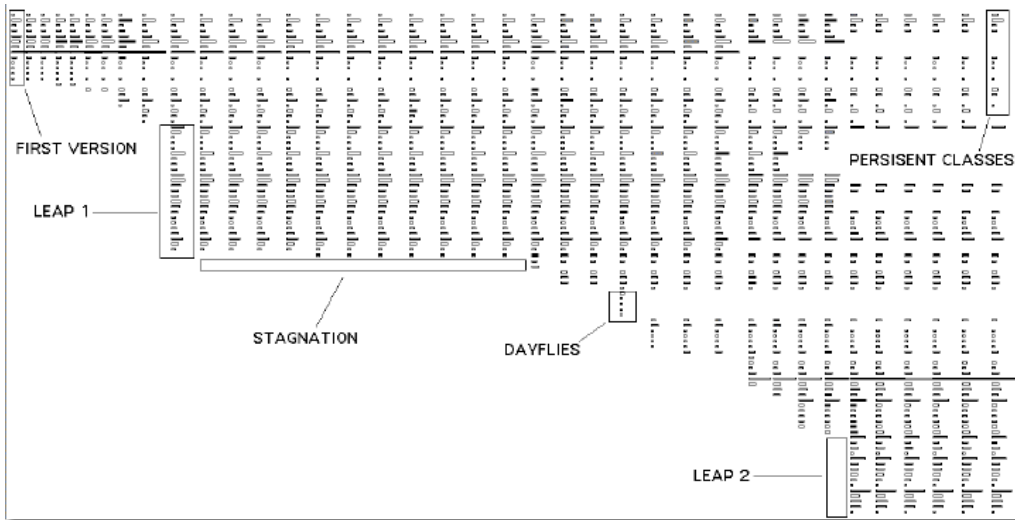 FIRST VERSION
PERSISENT CLASSES
LEAP 1
STAGNATION
DAYFLIES
LEAP 2